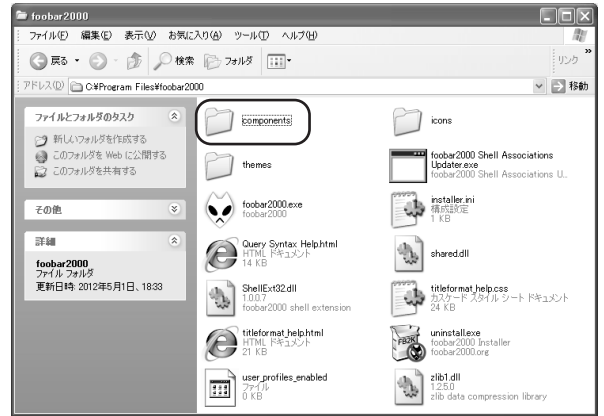 foobar2000
ファイル(F) 編集(E) 表示(V) お気に入り(A) ツール(T) ヘルプ(H)
戻る 検索 フォルダ リンク
アドレス(D) C:¥Program Files¥foobar2000 移動
ファイルとフォルダのタスク
新しいフォルダを作成する
このフォルダを Web に公開する
このフォルダを共有する
その他
詳細
foobar2000
ファイル フォルダ
更新日時: 2012年5月1日、18:33
components
icons
themes
foobar2000 Shell Associations
Updater.exe
foobar2000 Shell Associations U...
foobar2000.exe
foobar2000
installer.ini
構成設定
1 KB
Query Syntax Help.html
HTML ドキュメント
14 KB
shared.dll
ShellExt32.dll
1.0.0.7
foobar2000 shell extension
titleformat_help.css
カスケード スタイル シート ドキュメント
24 KB
titleformat_help.html
HTML ドキュメント
21 KB
FB2K
uninstall.exe
foobar2000 Installer
foobar2000.org
user_profiles_enabled
ファイル
0 KB
zlib1.dll
1.2.5.0
zlib data compression library